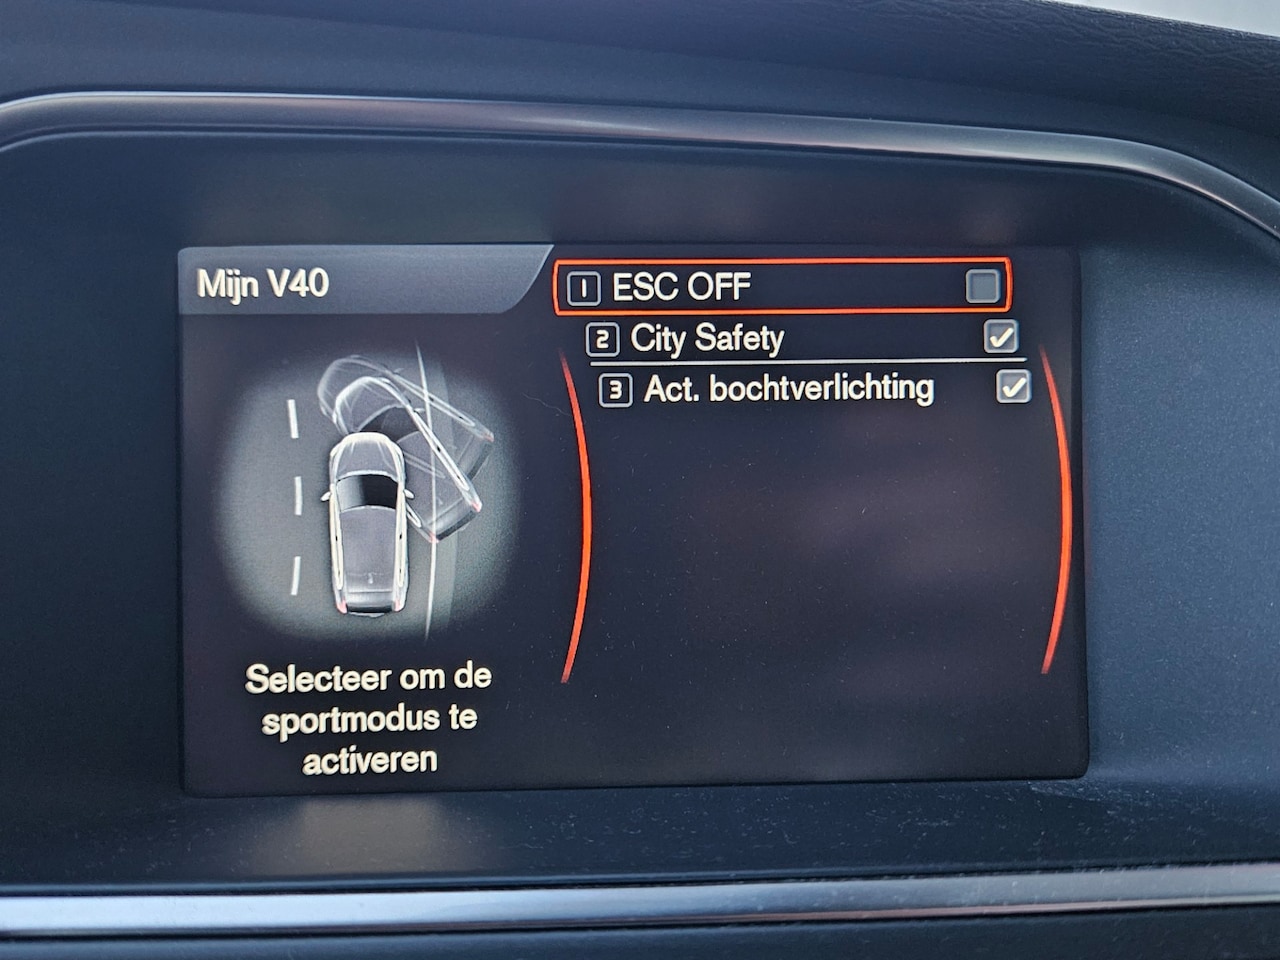 Mijn V40
1 ESC OFF
2 City Safety
3 Act. bochtverlichting
Selecteer om de
sportmodus te
activeren